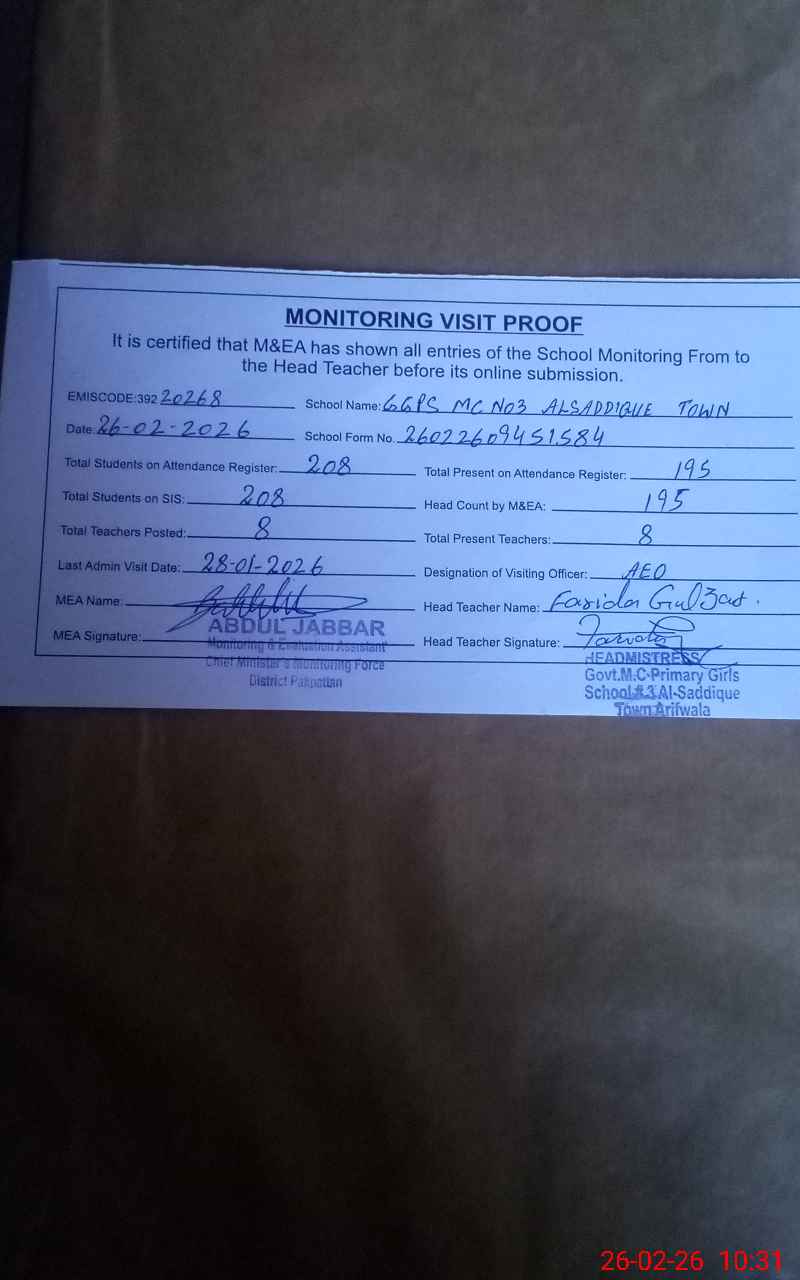 MONITORING VISIT PROOF
It is certified that M&EA has shown all entries of the School Monitoring From to
the Head Teacher before its online submission.
EMISCODE:392 20268 School Name: GGPS MC NO3 ALSADDIQUE TOWN
Date: 26-02-2026 School Form No. 26022609451584
Total Students on Attendance Register: 208 Total Present on Attendance Register: 195
Total Students on SIS: 208 Head Count by M&EA: 195
Total Teachers Posted: 8 Total Present Teachers: 8
Last Admin Visit Date: 28-01-2026 Designation of Visiting Officer: AEO
MEA Name: Head Teacher Name: Farida Gulzar.
MEA Signature: Head Teacher Signature:
ABDUL JABBAR
Monitoring & Evaluation Assistant
Chief Minister's Monitoring Force
District Pakpattan
HEADMISTRESS
Govt.M.C.Primary Girls
School#3 Al-Saddique
Town Arifwala
26-02-26 10:31